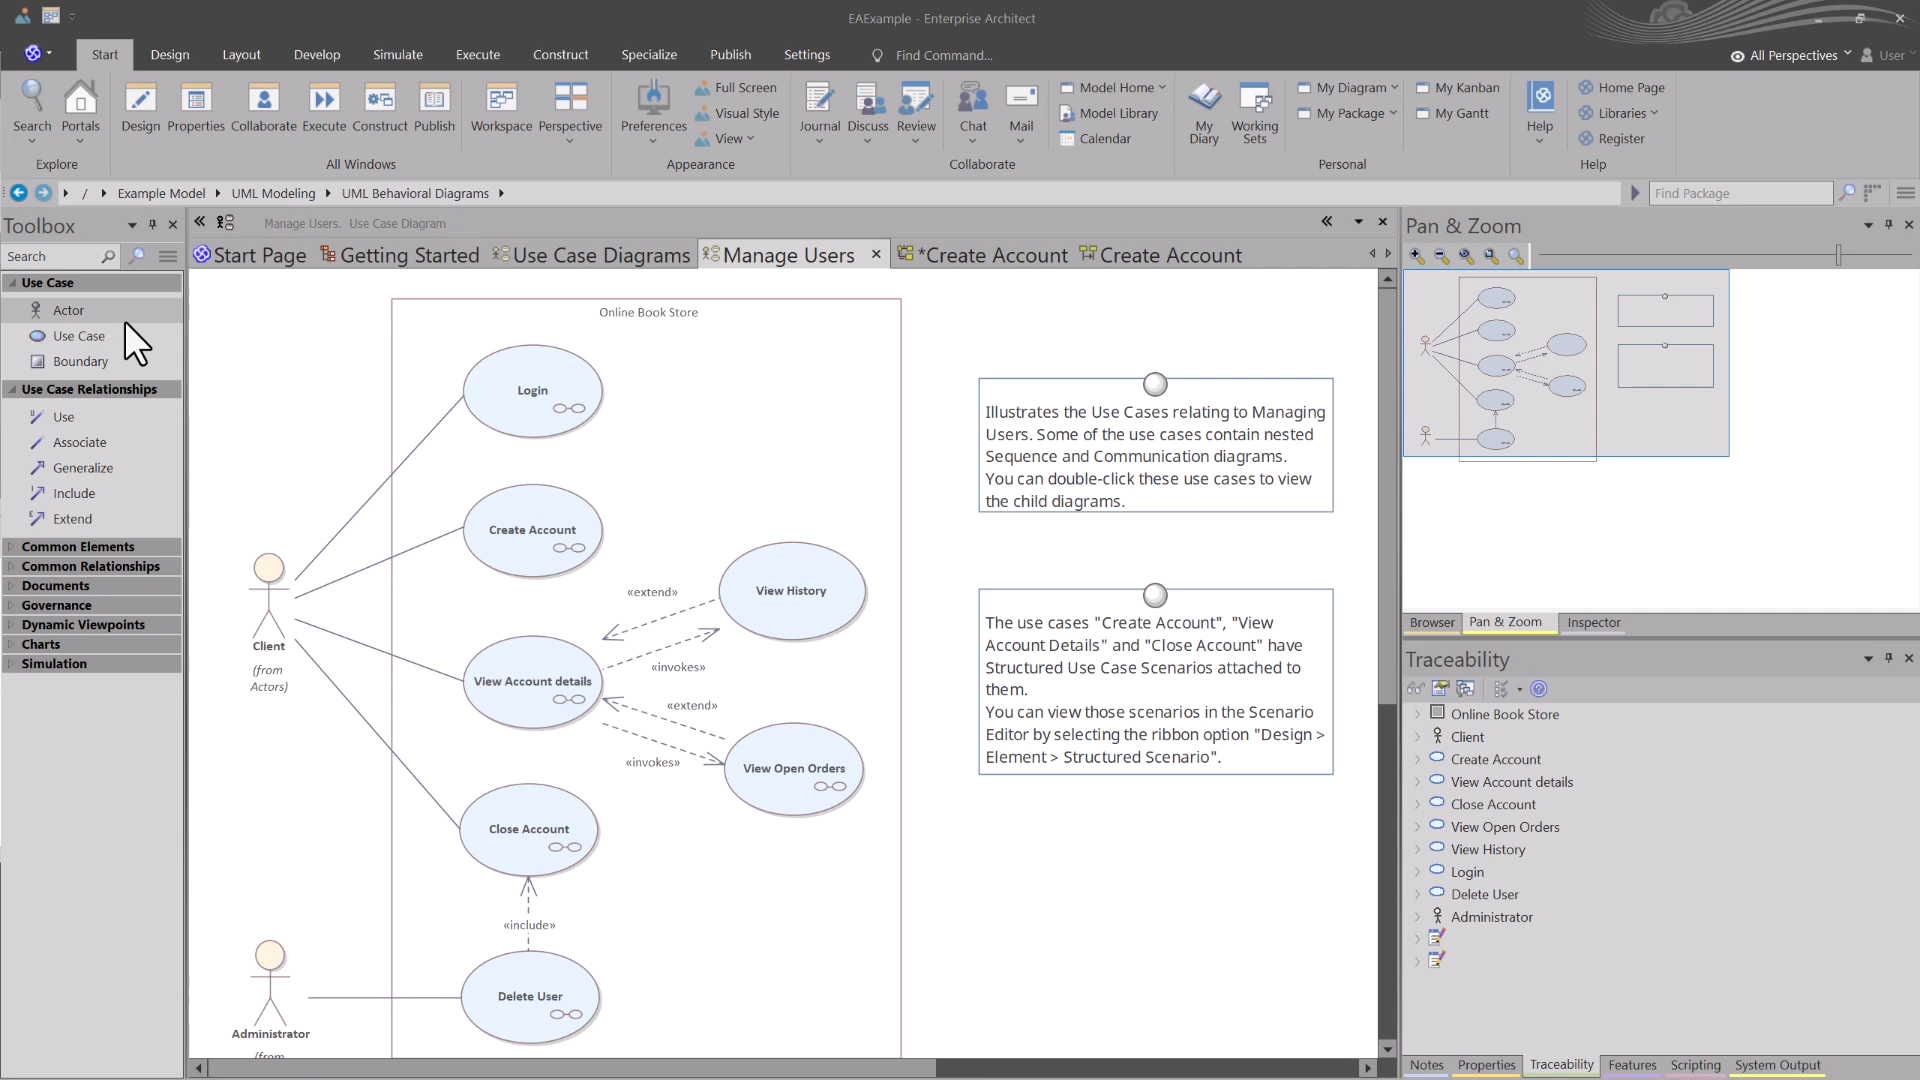 EAExample - Enterprise Architect
Start
Design
Layout
Develop
Simulate
Execute
Construct
Specialize
Publish
Settings
Find Command...
All Perspectives
User
Search
Portals
Explore
Design
Properties
Collaborate
Execute
Construct
Publish
Workspace
Perspective
All Windows
Preferences
Full Screen
Visual Style
View
Appearance
Journal
Discuss
Review
Chat
Mail
Model Home
Model Library
Calendar
Collaborate
My Diary
Working Sets
My Diagram
My Package
My Kanban
My Gantt
Personal
Help
Home Page
Libraries
Register
Help
/
Example Model
UML Modeling
UML Behavioral Diagrams
Find Package
Toolbox
Search
Use Case
Actor
Use Case
Boundary
Use Case Relationships
Use
Associate
Generalize
Include
Extend
Common Elements
Common Relationships
Documents
Governance
Dynamic Viewpoints
Charts
Simulation
Manage Users. Use Case Diagram
Start Page
Getting Started
Use Case Diagrams
Manage Users
*Create Account
Create Account
Online Book Store
Login
Create Account
View History
«extend»
«invokes»
View Account details
«extend»
«invokes»
View Open Orders
Close Account
«include»
Delete User
Client
(from
Actors)
Administrator
(from
Illustrates the Use Cases relating to Managing
Users. Some of the use cases contain nested
Sequence and Communication diagrams.
You can double-click these use cases to view
the child diagrams.
The use cases "Create Account", "View
Account Details" and "Close Account" have
Structured Use Case Scenarios attached to
them.
You can view those scenarios in the Scenario
Editor by selecting the ribbon option "Design >
Element > Structured Scenario".
Pan & Zoom
Browser
Pan & Zoom
Inspector
Traceability
Online Book Store
Client
Create Account
View Account details
Close Account
View Open Orders
View History
Login
Delete User
Administrator
Notes
Properties
Traceability
Features
Scripting
System Output